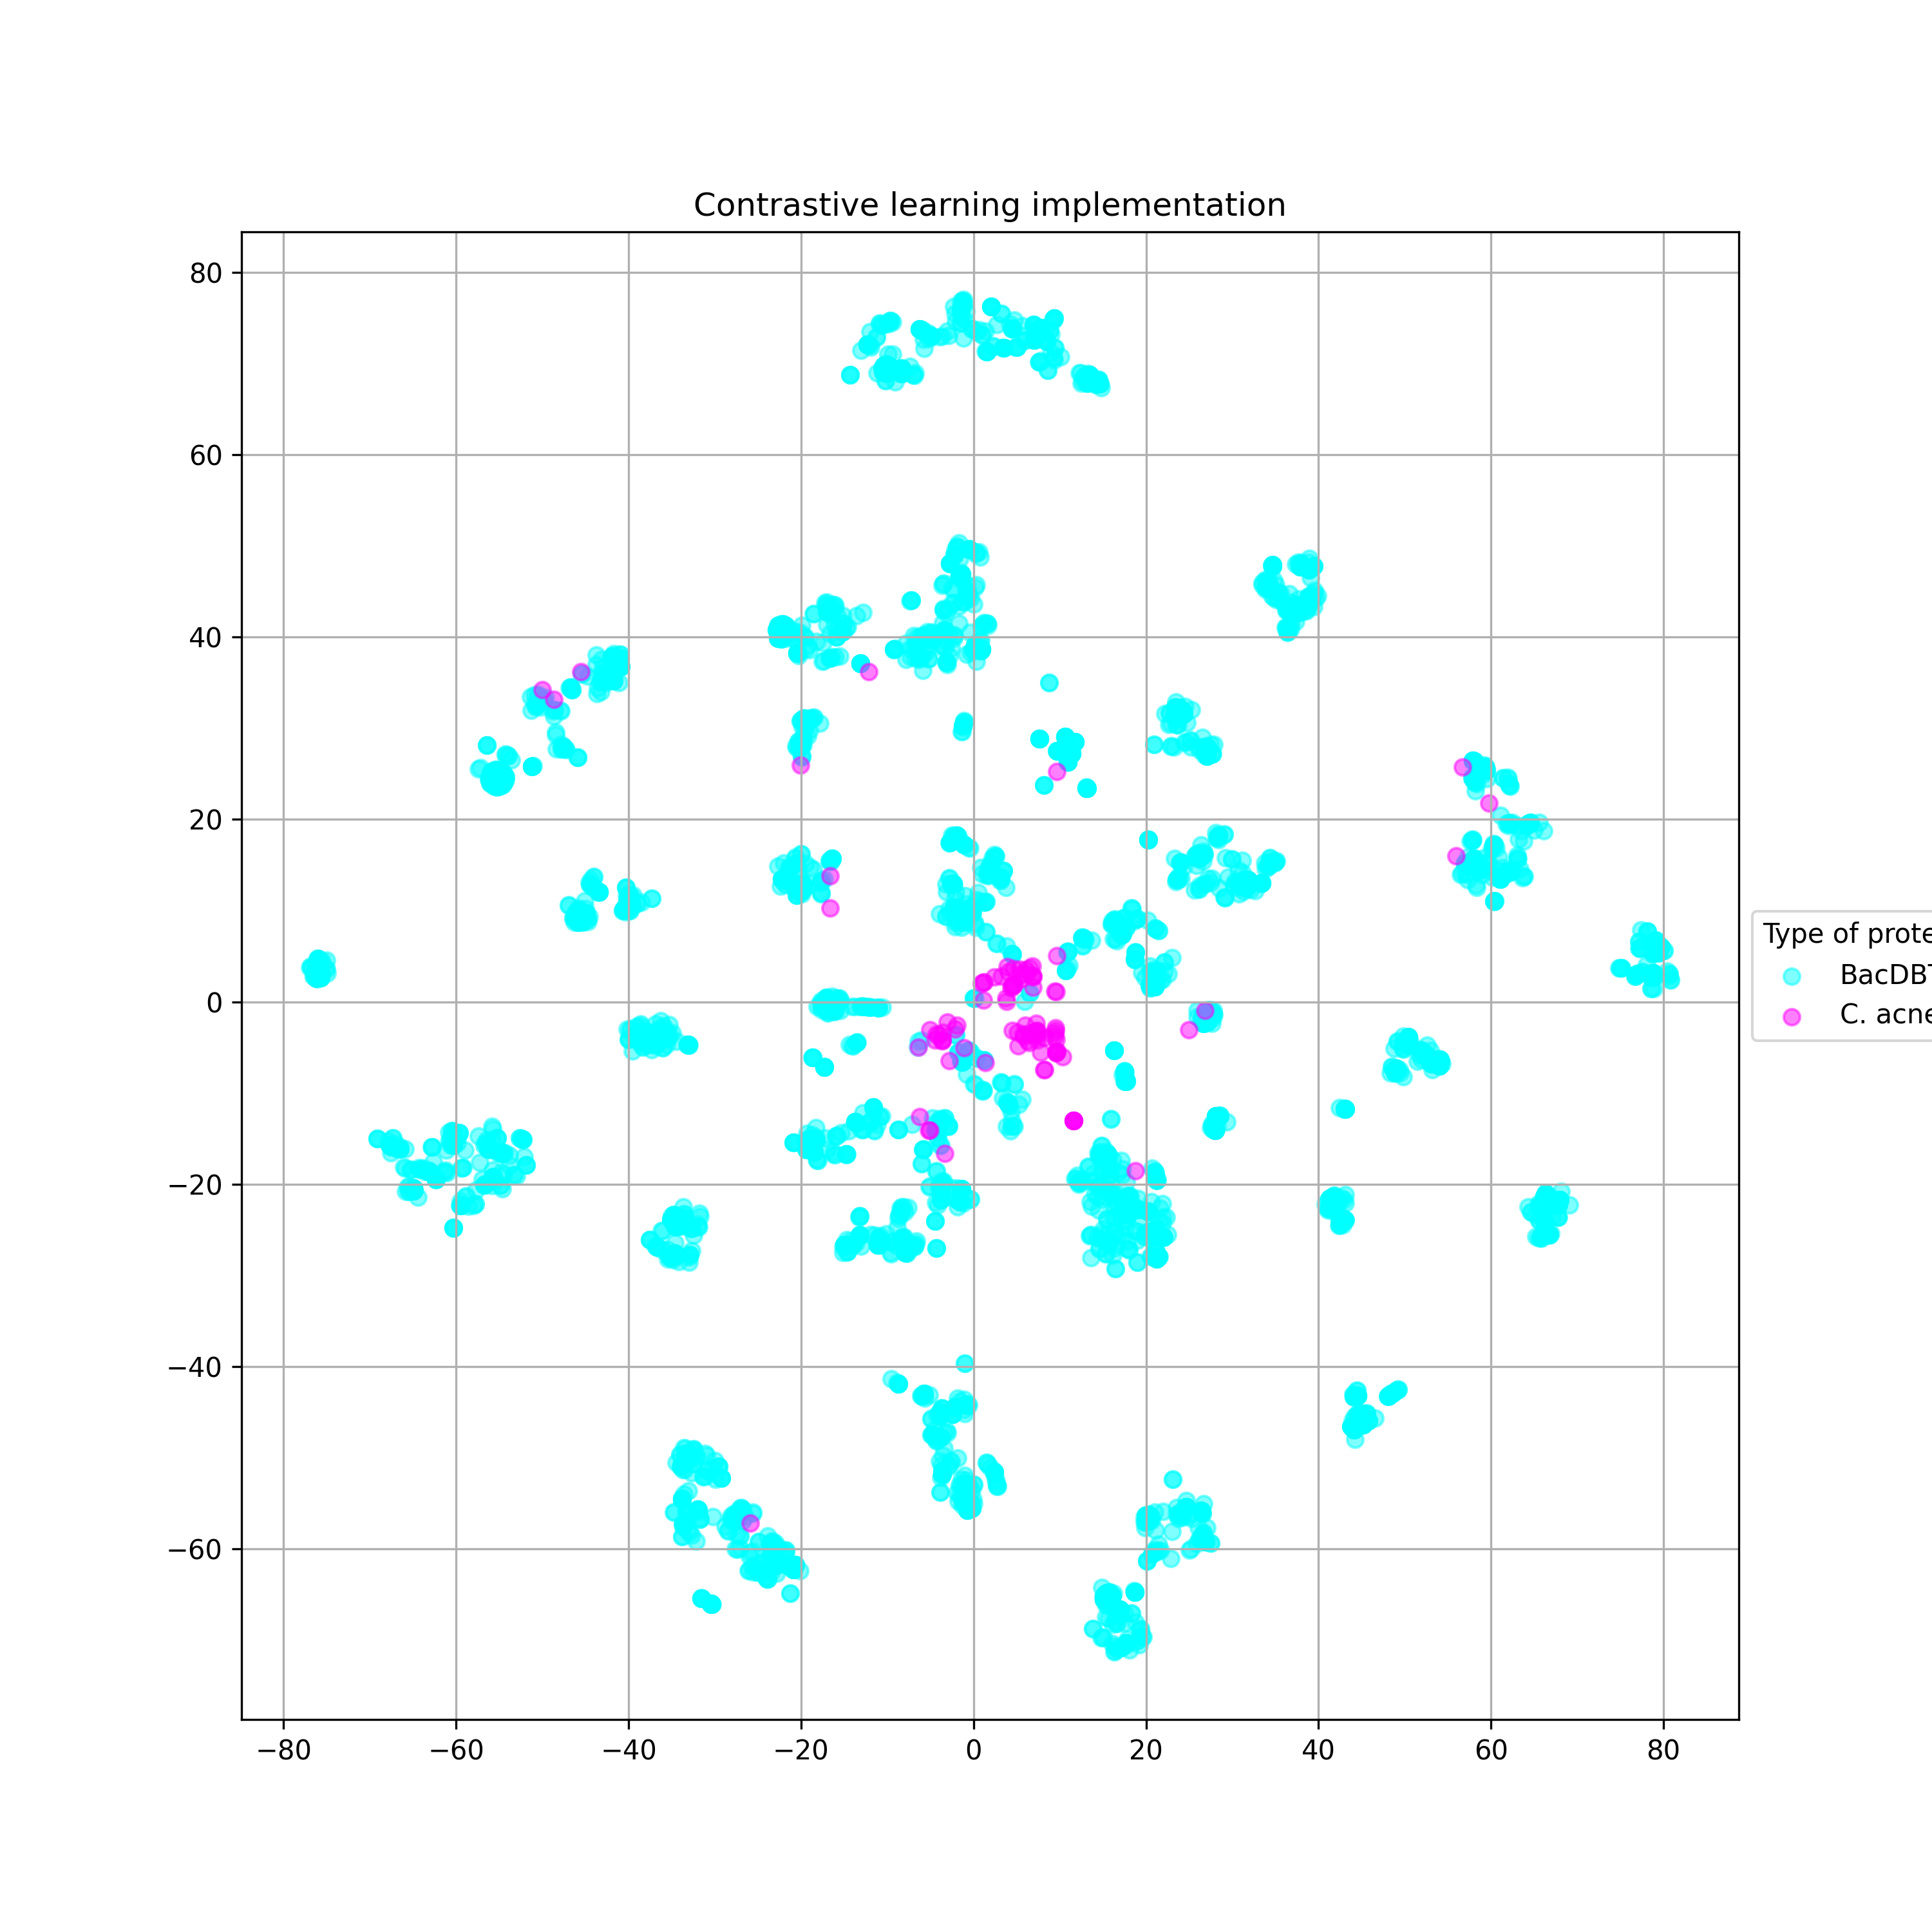 Contrastive learning implementation
80
60
40
20
0
−20
−40
−60
−80 −60 −40 −20 0 20 40 60 80
Type of prote
BacDBT
C. acne